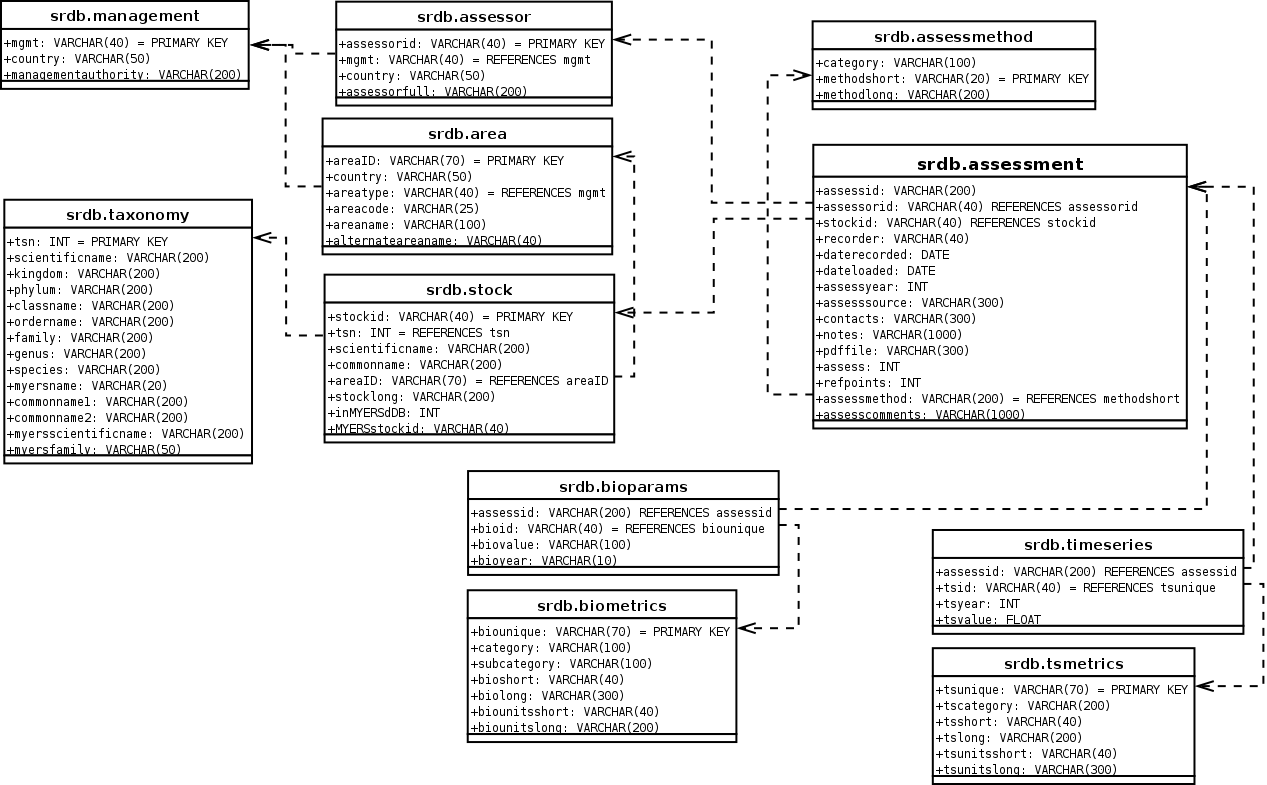 srdb.management
+mgmt: VARCHAR(40) = PRIMARY KEY
+country: VARCHAR(50)
+managementauthority: VARCHAR(200)
srdb.assessor
+assessorid: VARCHAR(40) = PRIMARY KEY
+mgmt: VARCHAR(40) = REFERENCES mgmt
+country: VARCHAR(50)
+assessorfull: VARCHAR(200)
srdb.assessmethod
+category: VARCHAR(100)
+methodshort: VARCHAR(20) = PRIMARY KEY
+methodlong: VARCHAR(200)
srdb.area
+areaID: VARCHAR(70) = PRIMARY KEY
+country: VARCHAR(50)
+areatype: VARCHAR(40) = REFERENCES mgmt
+areacode: VARCHAR(25)
+areaname: VARCHAR(100)
+alternateareaname: VARCHAR(40)
srdb.assessment
+assessid: VARCHAR(200)
+assessorid: VARCHAR(40) REFERENCES assessorid
+stockid: VARCHAR(40) REFERENCES stockid
+recorder: VARCHAR(40)
+daterecorded: DATE
+dateloaded: DATE
+assessyear: INT
+assesssource: VARCHAR(300)
+contacts: VARCHAR(300)
+notes: VARCHAR(1000)
+pdffile: VARCHAR(300)
+assess: INT
+refpoints: INT
+assessmethod: VARCHAR(200) = REFERENCES methodshort
+assesscomments: VARCHAR(1000)
srdb.taxonomy
+tsn: INT = PRIMARY KEY
+scientificname: VARCHAR(200)
+kingdom: VARCHAR(200)
+phylum: VARCHAR(200)
+classname: VARCHAR(200)
+ordername: VARCHAR(200)
+family: VARCHAR(200)
+genus: VARCHAR(200)
+species: VARCHAR(200)
+myersname: VARCHAR(20)
+commonname1: VARCHAR(200)
+commonname2: VARCHAR(200)
+myersscientificname: VARCHAR(200)
+myersfamily: VARCHAR(50)
srdb.stock
+stockid: VARCHAR(40) = PRIMARY KEY
+tsn: INT = REFERENCES tsn
+scientificname: VARCHAR(200)
+commonname: VARCHAR(200)
+areaID: VARCHAR(70) = REFERENCES areaID
+stocklong: VARCHAR(200)
+inMYERSdDB: INT
+MYERSstockid: VARCHAR(40)
srdb.bioparams
+assessid: VARCHAR(200) REFERENCES assessid
+bioid: VARCHAR(40) = REFERENCES biounique
+biovalue: VARCHAR(100)
+bioyear: VARCHAR(10)
srdb.timeseries
+assessid: VARCHAR(200) REFERENCES assessid
+tsid: VARCHAR(40) = REFERENCES tsunique
+tsyear: INT
+tsvalue: FLOAT
srdb.biometrics
+biounique: VARCHAR(70) = PRIMARY KEY
+category: VARCHAR(100)
+subcategory: VARCHAR(100)
+bioshort: VARCHAR(40)
+biolong: VARCHAR(300)
+biounitsshort: VARCHAR(40)
+biounitslong: VARCHAR(200)
srdb.tsmetrics
+tsunique: VARCHAR(70) = PRIMARY KEY
+tscategory: VARCHAR(200)
+tsshort: VARCHAR(40)
+tslong: VARCHAR(200)
+tsunitsshort: VARCHAR(40)
+tsunitslong: VARCHAR(300)